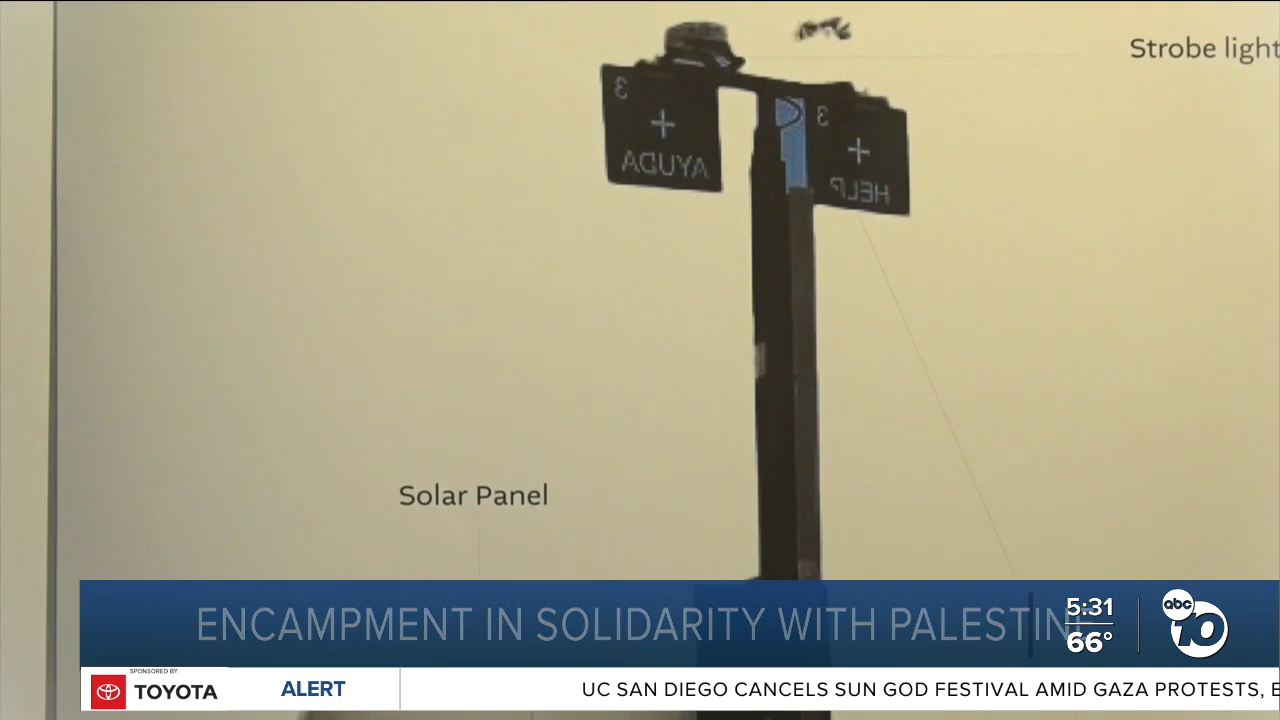 Strobe light
3
AYUDA
3
HELP
Solar Panel
ENCAMPMENT IN SOLIDARITY WITH PALESTINE
5:31
66°
abc
10
SPONSORED BY
TOYOTA
ALERT
UC SAN DIEGO CANCELS SUN GOD FESTIVAL AMID GAZA PROTESTS, E